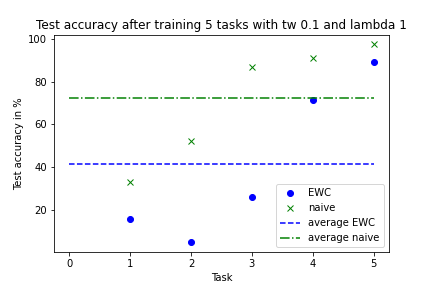 Test accuracy after training 5 tasks with tw 0.1 and lambda 1
100
80
60
40
20
Test accuracy in %
EWC
naive
average EWC
average naive
0 1 2 3 4 5
Task